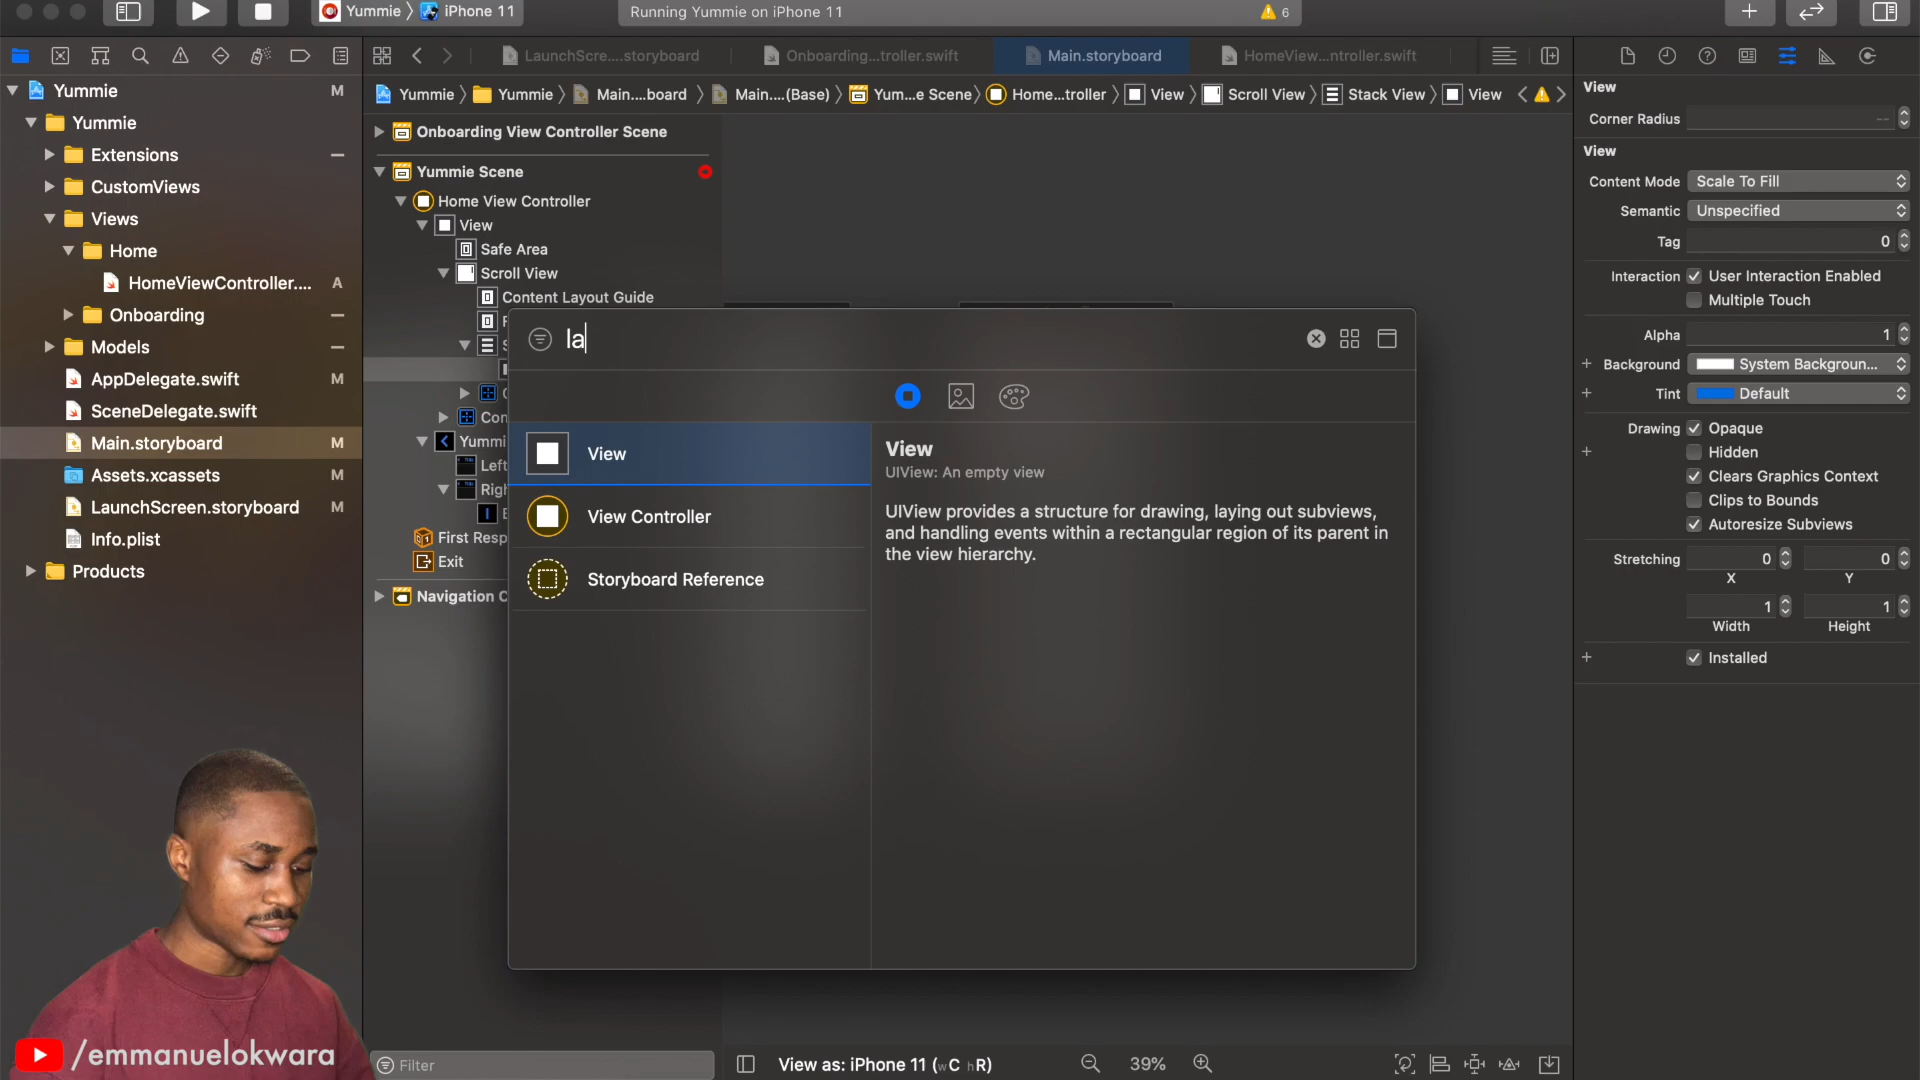 Yummie
iPhone 11
Running Yummie on iPhone 11
6
LaunchScre....storyboard
Onboarding...troller.swift
Main.storyboard
HomeView...ntroller.swift
Yummie
Yummie
Main....board
Main....(Base)
Yum...e Scene
Home...troller
View
Scroll View
Stack View
View
Yummie
M
Yummie
Extensions
CustomViews
Views
Home
HomeViewController....
A
Onboarding
Models
AppDelegate.swift
M
SceneDelegate.swift
Main.storyboard
M
Assets.xcassets
LaunchScreen.storyboard
M
Info.plist
Products
Onboarding View Controller Scene
Yummie Scene
Home View Controller
View
Safe Area
Scroll View
Content Layout Guide
Con
Yummi
Left
Righ
First Resp
Exit
Navigation C
Filter
la
View
View Controller
Storyboard Reference
View
UIView: An empty view
UIView provides a structure for drawing, laying out subviews,
and handling events within a rectangular region of its parent in
the view hierarchy.
View as: iPhone 11 (wC hR)
39%
View
Corner Radius
--
View
Content Mode
Scale To Fill
Semantic
Unspecified
Tag
0
Interaction
User Interaction Enabled
Multiple Touch
Alpha
1
Background
System Backgroun...
Tint
Default
Drawing
Opaque
Hidden
Clears Graphics Context
Clips to Bounds
Autoresize Subviews
Stretching
0
0
X
Y
1
1
Width
Height
Installed
/emmanuelokwara